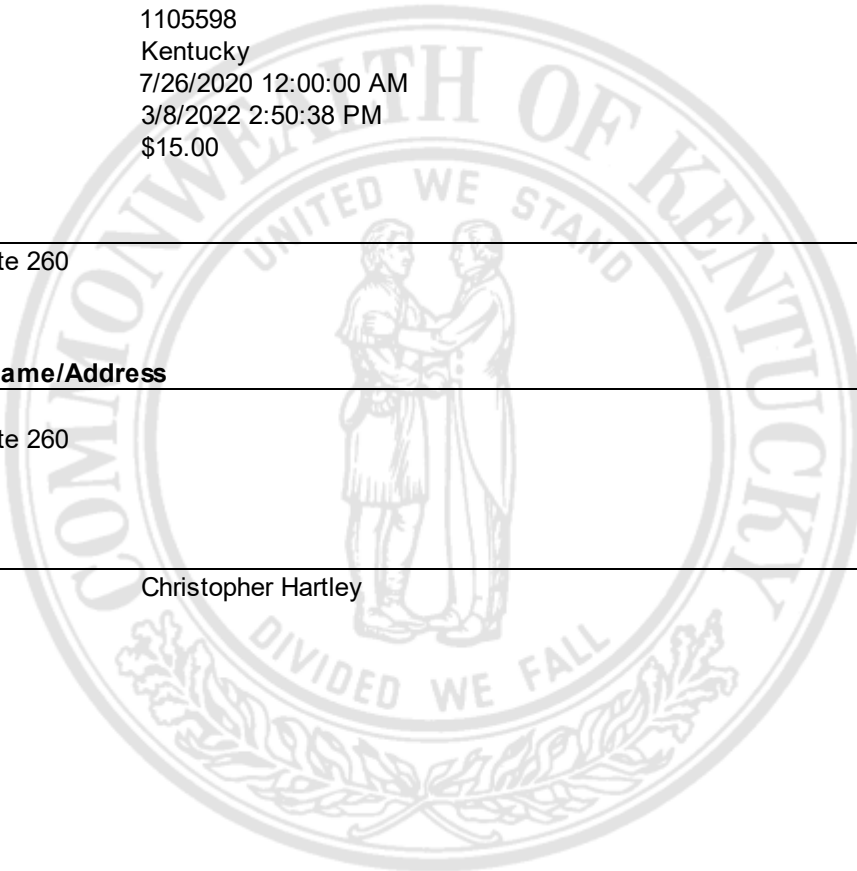 1105598
Kentucky
7/26/2020 12:00:00 AM
3/8/2022 2:50:38 PM
$15.00
te 260
ame/Address
te 260
Christopher Hartley
COMMONWEALTH OF KENTUCKY
UNITED WE STAND
DIVIDED WE FALL